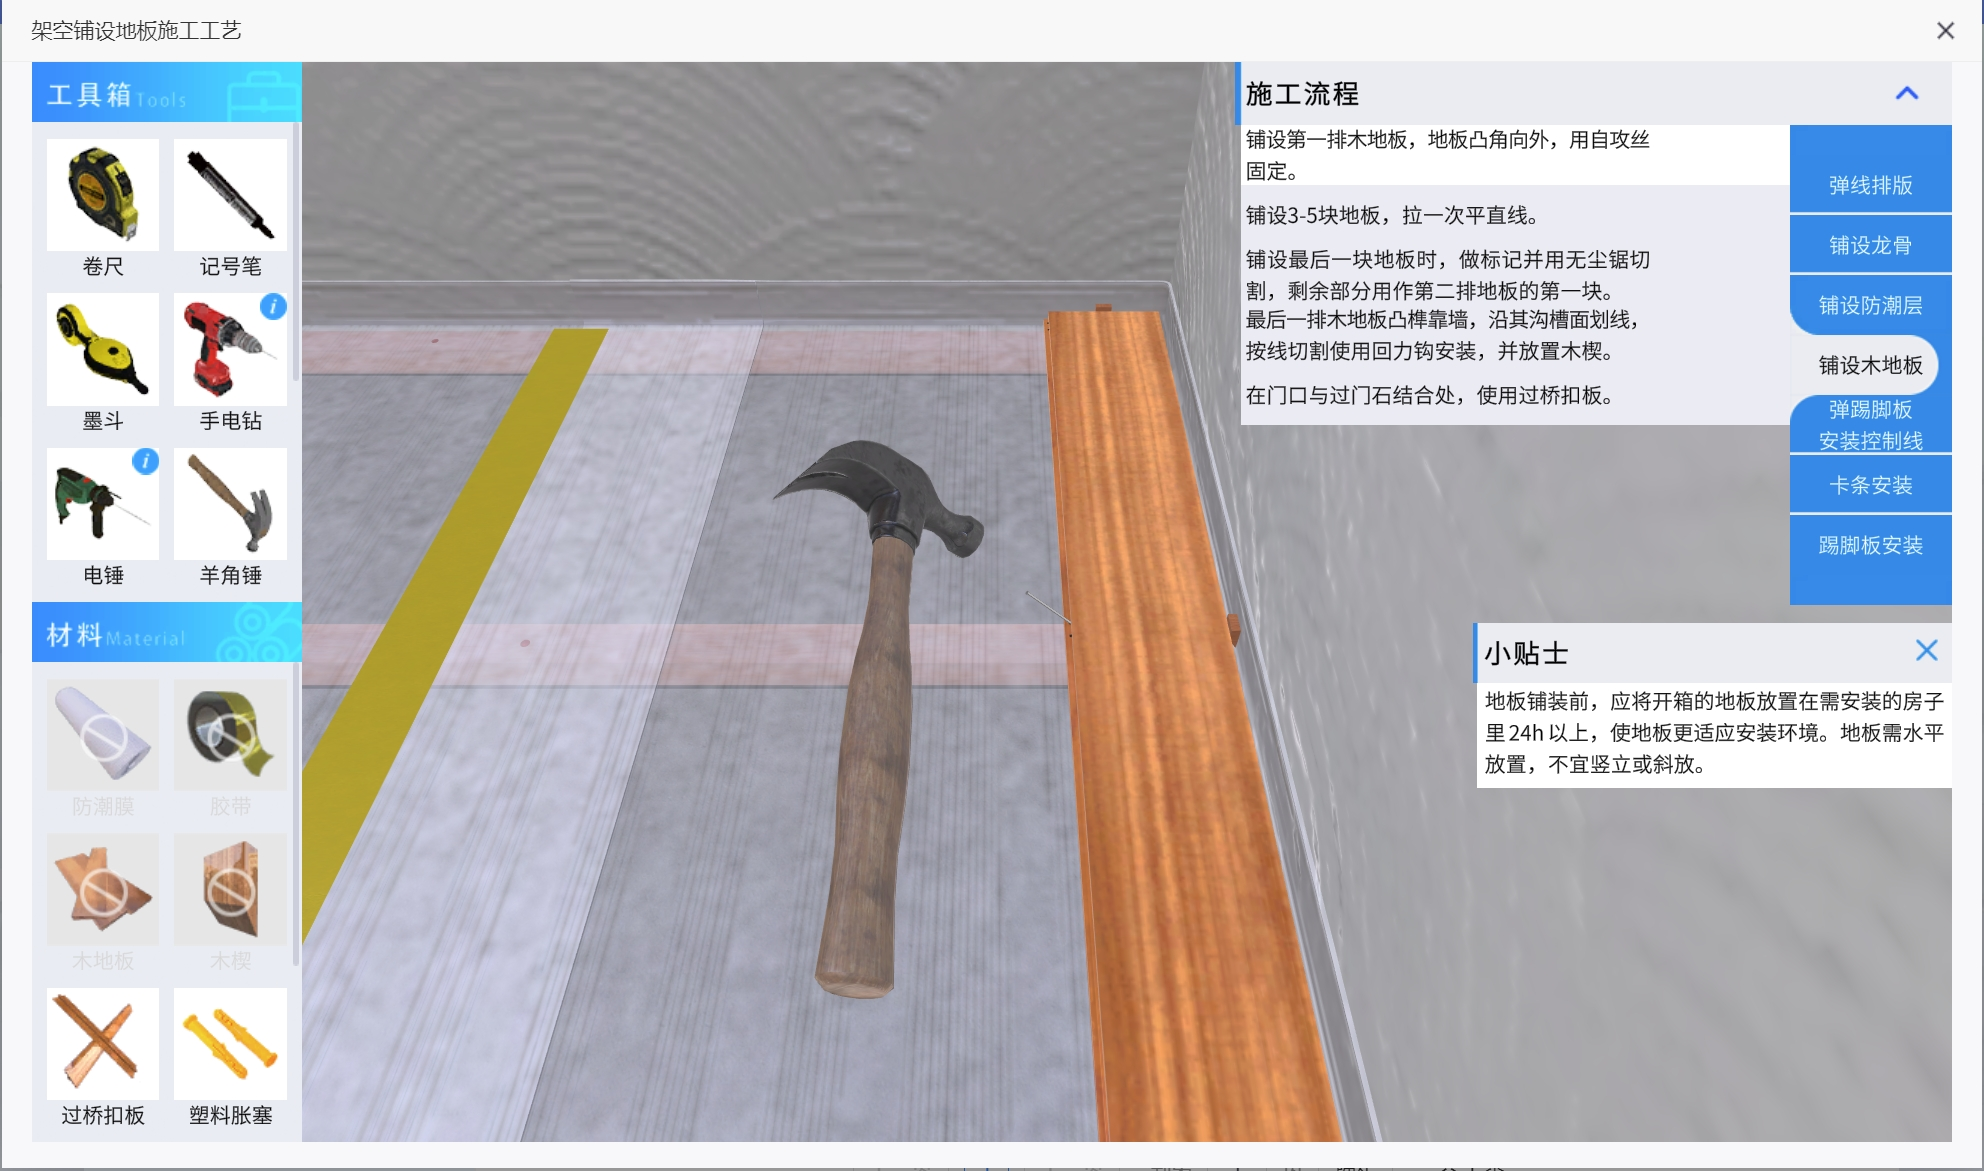 架空铺设地板施工工艺
工具箱 Tools
卷尺
记号笔
墨斗
手电钻
电锤
羊角锤
材料 Material
防潮膜
胶带
木地板
木楔
过桥扣板
塑料胀塞
施工流程
铺设第一排木地板，地板凸角向外，用自攻丝
固定。
铺设3-5块地板，拉一次平直线。
铺设最后一块地板时，做标记并用无尘锯切
割，剩余部分用作第二排地板的第一块。
最后一排木地板凸榫靠墙，沿其沟槽面划线，
按线切割使用回力钩安装，并放置木楔。
在门口与过门石结合处，使用过桥扣板。
弹线排版
铺设龙骨
铺设防潮层
铺设木地板
弹踢脚板
安装控制线
卡条安装
踢脚板安装
小贴士
地板铺装前，应将开箱的地板放置在需安装的房子
里24h以上，使地板更适应安装环境。地板需水平
放置，不宜竖立或斜放。